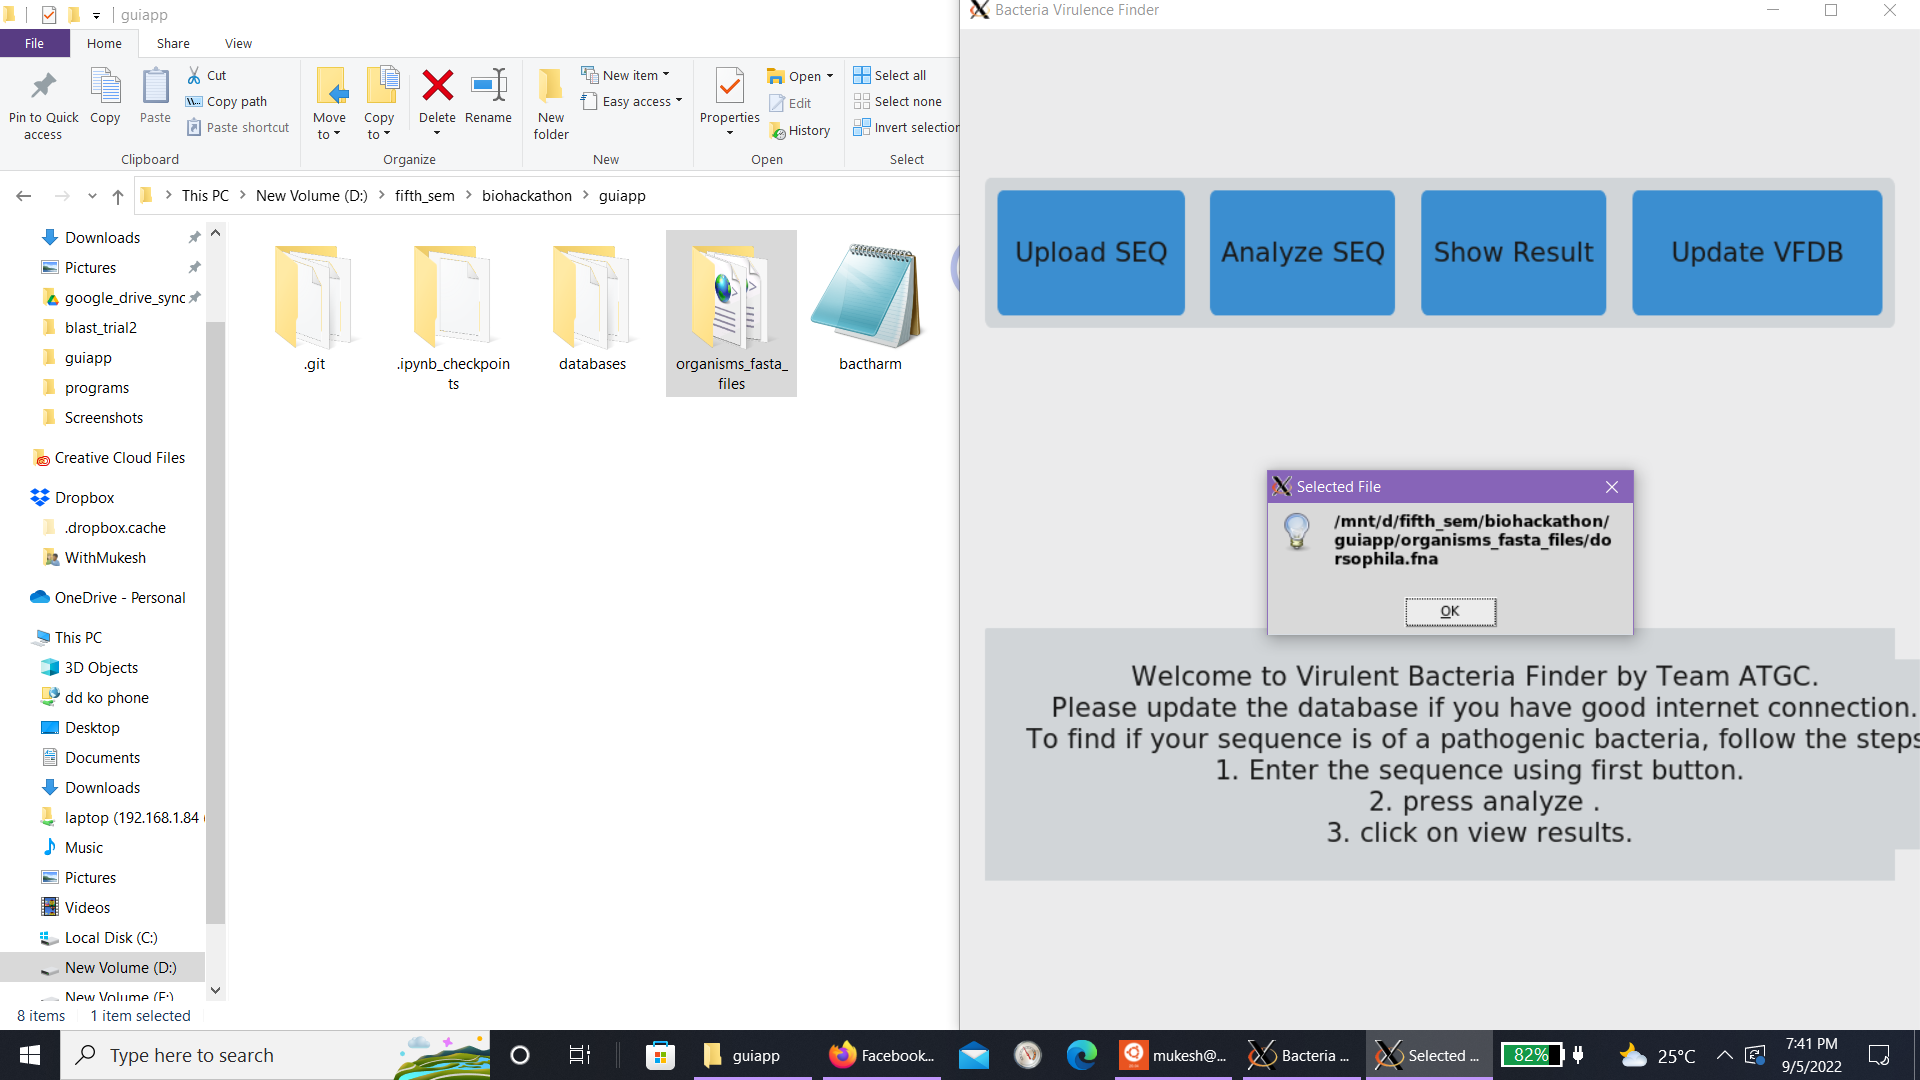 guiapp
File
Home
Share
View
Pin to Quick access
Copy
Paste
Cut
Copy path
Paste shortcut
Clipboard
Move to
Copy to
Delete
Rename
Organize
New folder
New item
Easy access
New
Properties
Open
Edit
History
Open
Select all
Select none
Invert selection
Select
This PC
New Volume (D:)
fifth_sem
biohackathon
guiapp
Downloads
Pictures
google_drive_sync
blast_trial2
guiapp
programs
Screenshots
Creative Cloud Files
Dropbox
.dropbox.cache
WithMukesh
OneDrive - Personal
This PC
3D Objects
dd ko phone
Desktop
Documents
Downloads
laptop (192.168.1.84
Music
Pictures
Videos
Local Disk (C:)
New Volume (D:)
New Volume (E:)
.git
.ipynb_checkpoin
ts
databases
organisms_fasta_
files
bactharm
8 items
1 item selected
Bacteria Virulence Finder
Upload SEQ
Analyze SEQ
Show Result
Update VFDB
Selected File
/mnt/d/fifth_sem/biohackathon/
guiapp/organisms_fasta_files/do
rsophila.fna
OK
Welcome to Virulent Bacteria Finder by Team ATGC.
Please update the database if you have good internet connection.
To find if your sequence is of a pathogenic bacteria, follow the steps
1. Enter the sequence using first button.
2. press analyze .
3. click on view results.
Type here to search
guiapp
Facebook...
mukesh@...
Bacteria ...
Selected ...
82%
25°C
7:41 PM
9/5/2022